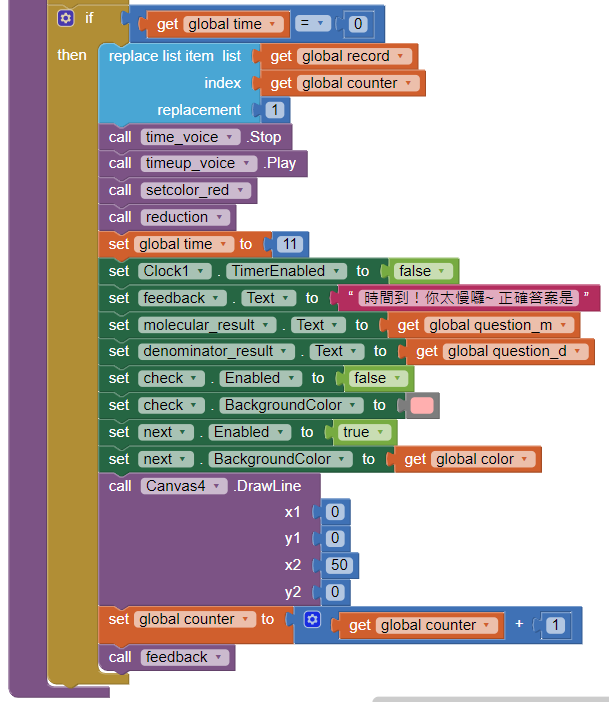 if get global time = 0
then replace list item list get global record
index get global counter
replacement 1
call time_voice .Stop
call timeup_voice .Play
call setcolor_red
call reduction
set global time to 11
set Clock1 . TimerEnabled to false
set feedback . Text to “ 時間到！你太慢囉~ 正確答案是 ”
set molecular_result . Text to get global question_m
set denominator_result . Text to get global question_d
set check . Enabled to false
set check . BackgroundColor to
set next . Enabled to true
set next . BackgroundColor to get global color
call Canvas4 .DrawLine
x1 0
y1 0
x2 50
y2 0
set global counter to get global counter + 1
call feedback